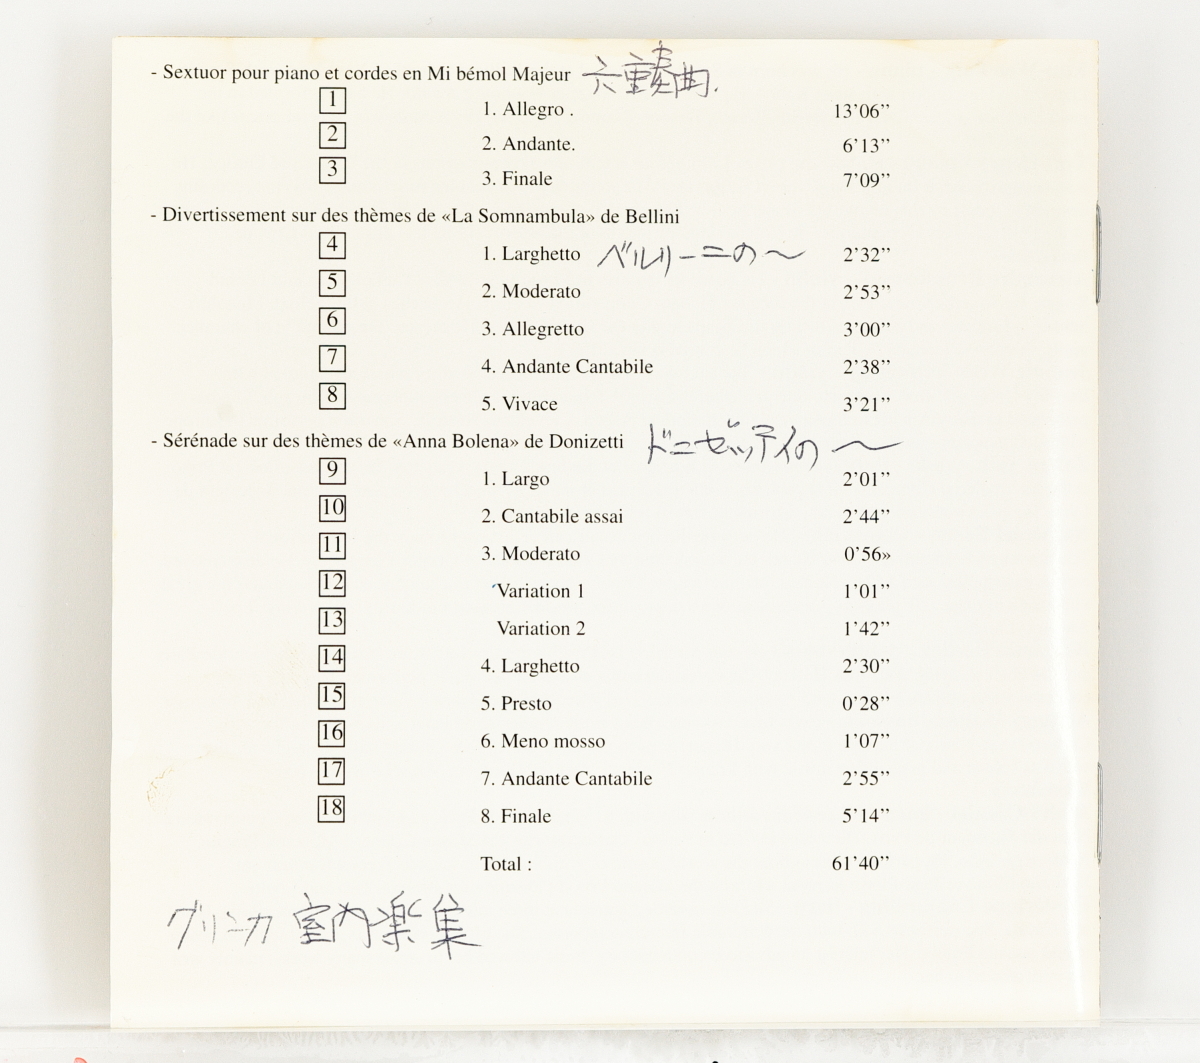 - Sextuor pour piano et cordes en Mi bémol Majeur 六重奏曲.
1 1. Allegro . 13’06’’
2 2. Andante. 6’13’’
3 3. Finale 7’09’’
- Divertissement sur des thèmes de «La Somnambula» de Bellini
4 1. Larghetto ベルリーニの〜 2’32’’
5 2. Moderato 2’53’’
6 3. Allegretto 3’00’’
7 4. Andante Cantabile 2’38’’
8 5. Vivace 3’21’’
- Sérénade sur des thèmes de «Anna Bolena» de Donizetti ドニゼッティの 〜
9 1. Largo 2’01’’
10 2. Cantabile assai 2’44’’
11 3. Moderato 0’56»
12 ‘Variation 1 1’01’’
13 Variation 2 1’42’’
14 4. Larghetto 2’30’’
15 5. Presto 0’28’’
16 6. Meno mosso 1’07’’
17 7. Andante Cantabile 2’55’’
18 8. Finale 5’14’’
Total : 61’40’’
グリンカ 室内楽集